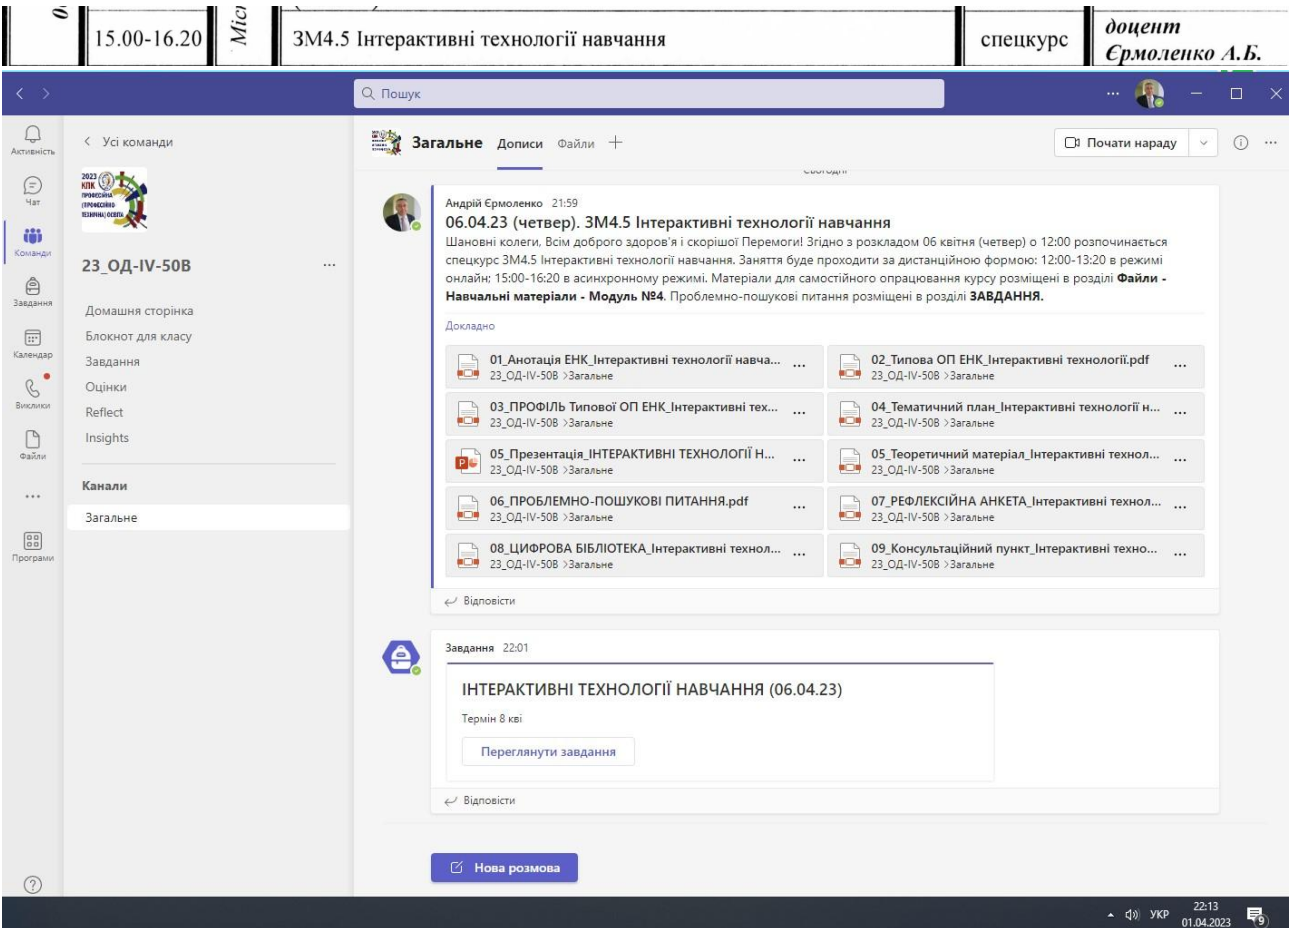 15.00-16.20
ЗМ4.5 Інтерактивні технології навчання
спецкурс
доцент
Єрмоленко А.Б.
Пошук
Активність
Чат
Команди
Завдання
Календар
Виклики
Файли
Програми
Усі команди
2023
КПК
23_ОД-IV-50В
Домашня сторінка
Блокнот для класу
Завдання
Оцінки
Reflect
Insights
Канали
Загальне
Загальне Дописи Файли
Почати нараду
Сьогодні
Андрій Єрмоленко 21:59
06.04.23 (четвер). ЗМ4.5 Інтерактивні технології навчання
Шановні колеги, Всім доброго здоров'я і скорішої Перемоги! Згідно з розкладом 06 квітня (четвер) о 12:00 розпочинається
спецкурс ЗМ4.5 Інтерактивні технології навчання. Заняття буде проходити за дистанційною формою: 12:00-13:20 в режимі
онлайн; 15:00-16:20 в асинхронному режимі. Матеріали для самостійного опрацювання курсу розміщені в розділі Файли -
Навчальні матеріали - Модуль №4. Проблемно-пошукові питання розміщені в розділі ЗАВДАННЯ.
Докладно
01_Анотація ЕНК_Інтерактивні технології навча...
23_ОД-IV-50В >Загальне
02_Типова ОП ЕНК_Інтерактивні технології.pdf
23_ОД-IV-50В >Загальне
03_ПРОФІЛЬ Типової ОП ЕНК_Інтерактивні тех...
23_ОД-IV-50В >Загальне
04_Тематичний план_Інтерактивні технології н...
23_ОД-IV-50В >Загальне
05_Презентація_ІНТЕРАКТИВНІ ТЕХНОЛОГІЇ Н...
23_ОД-IV-50В >Загальне
05_Теоретичний матеріал_Інтерактивні технол...
23_ОД-IV-50В >Загальне
06_ПРОБЛЕМНО-ПОШУКОВІ ПИТАННЯ.pdf
23_ОД-IV-50В >Загальне
07_РЕФЛЕКСІЙНА АНКЕТА_Інтерактивні технол...
23_ОД-IV-50В >Загальне
08_ЦИФРОВА БІБЛІОТЕКА_Інтерактивні технол...
23_ОД-IV-50В >Загальне
09_Консультаційний пункт_Інтерактивні техно...
23_ОД-IV-50В >Загальне
Відповісти
Завдання 22:01
ІНТЕРАКТИВНІ ТЕХНОЛОГІЇ НАВЧАННЯ (06.04.23)
Термін 8 кві
Переглянути завдання
Відповісти
Нова розмова
УКР
22:13
01.04.2023
9